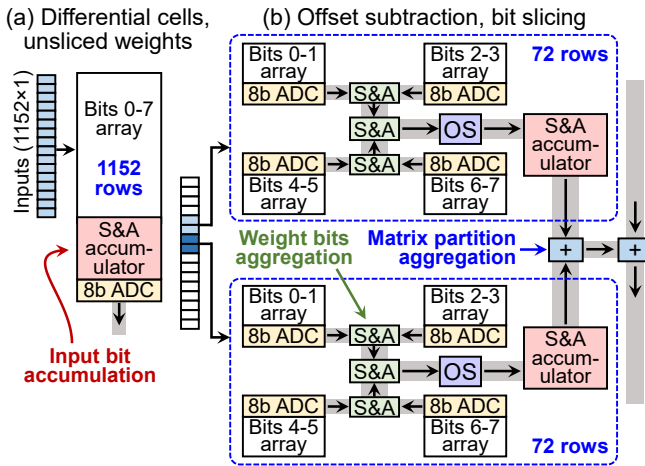 (a) Differential cells,
unsliced weights
Inputs (1152×1)
Bits 0-7
array
1152
rows
S&A
accum-
ulator
8b ADC
Input bit
accumulation
(b) Offset subtraction, bit slicing
72 rows
Bits 0-1
array
8b ADC
Bits 2-3
array
8b ADC
S&A
S&A
OS
S&A
accum-
ulator
8b ADC
Bits 4-5
array
S&A
8b ADC
Bits 6-7
array
Weight bits
aggregation
Matrix partition
aggregation
+
+
Bits 0-1
array
8b ADC
Bits 2-3
array
8b ADC
S&A
S&A
OS
S&A
accum-
ulator
8b ADC
Bits 4-5
array
S&A
8b ADC
Bits 6-7
array
72 rows